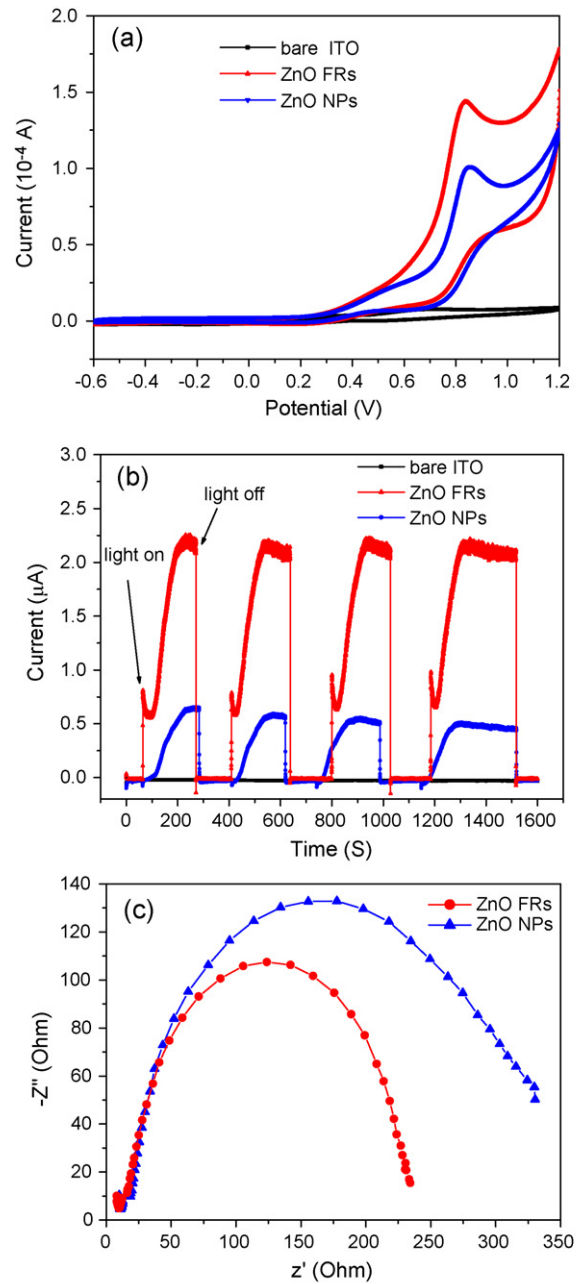 (a)
bare ITO
ZnO FRs
ZnO NPs
2.0
1.5
1.0
0.5
0.0
Current (10⁻⁴ A)
-0.6 -0.4 -0.2 0.0 0.2 0.4 0.6 0.8 1.0 1.2
Potential (V)
(b)
bare ITO
ZnO FRs
ZnO NPs
light off
light on
3.0
2.5
2.0
1.5
1.0
0.5
0.0
Current (μA)
0 200 400 600 800 1000 1200 1400 1600
Time (S)
(c)
ZnO FRs
ZnO NPs
140
120
100
80
60
40
20
0
-Z'' (Ohm)
0 50 100 150 200 250 300 350
z' (Ohm)